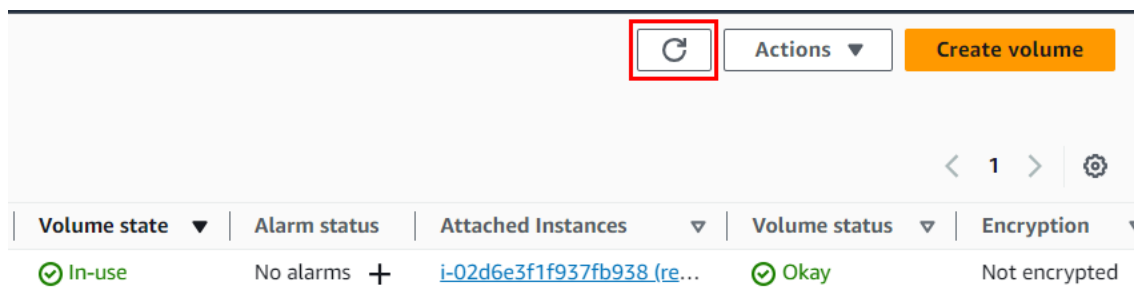 Actions Create volume
1
Volume state Alarm status Attached Instances Volume status Encryption
In-use No alarms + i-02d6e3f1f937fb938 (re... Okay Not encrypted